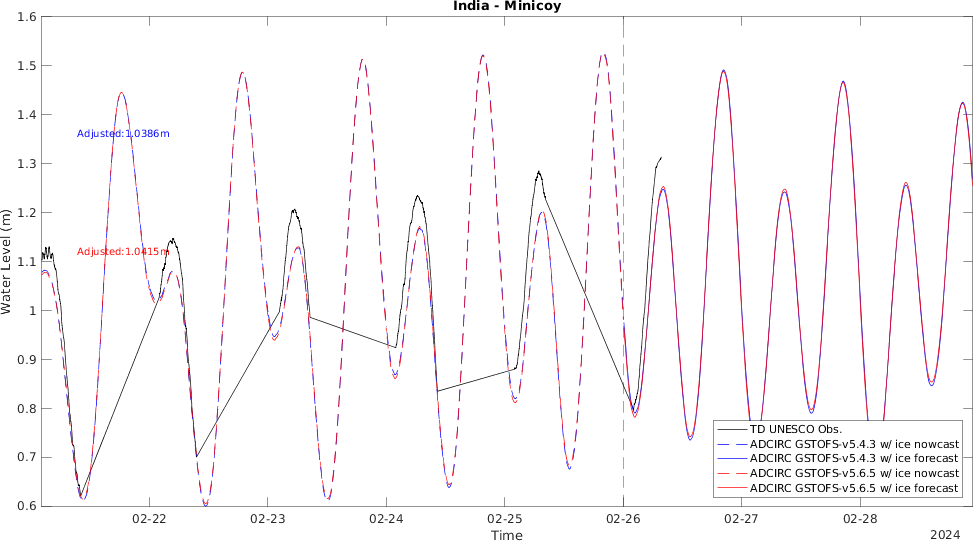 India - Minicoy
1.6
1.5
1.4
1.3
1.2
1.1
1
0.9
0.8
0.7
0.6
Water Level (m)
Adjusted:1.0386m
Adjusted:1.0415m
TD UNESCO Obs.
ADCIRC GSTOFS-v5.4.3 w/ ice nowcast
ADCIRC GSTOFS-v5.4.3 w/ ice forecast
ADCIRC GSTOFS-v5.6.5 w/ ice nowcast
ADCIRC GSTOFS-v5.6.5 w/ ice forecast
02-22 02-23 02-24 02-25 02-26 02-27 02-28
Time
2024